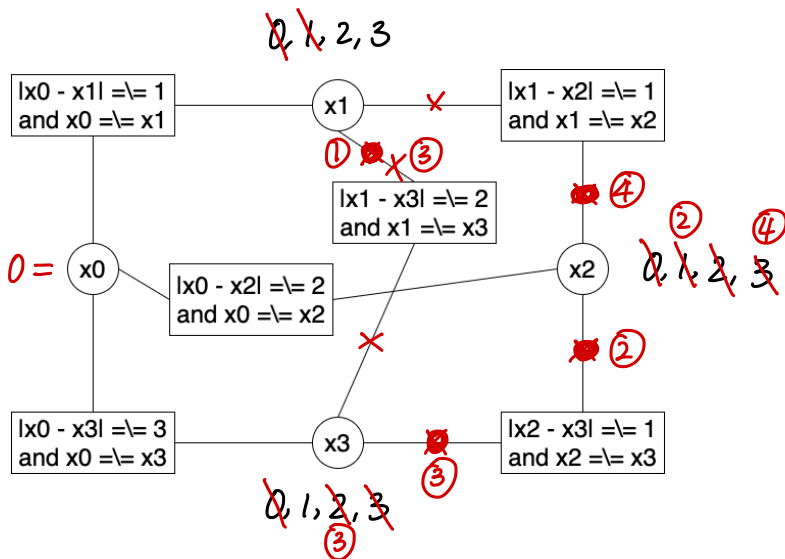 0, 1, 2, 3
|x0 - x1| =\= 1
and x0 =\= x1
x1
|x1 - x2| =\= 1
and x1 =\= x2
① ③
|x1 - x3| =\= 2
and x1 =\= x3
④
② ④
0 = x0
|x0 - x2| =\= 2
and x0 =\= x2
x2
0, 1, 2, 3
②
|x0 - x3| =\= 3
and x0 =\= x3
x3
③
|x2 - x3| =\= 1
and x2 =\= x3
0, 1, 2, 3
③